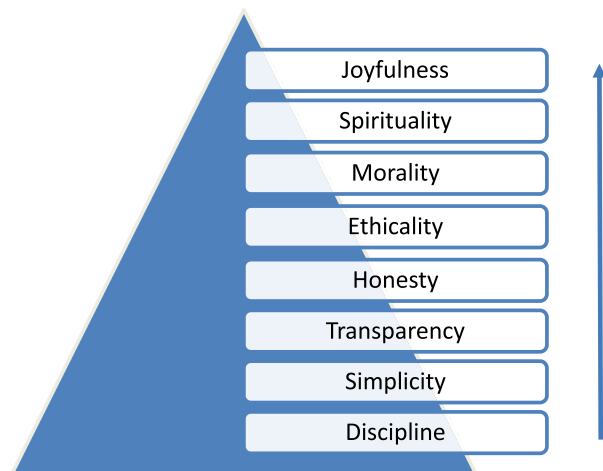 Joyfulness
Spirituality
Morality
Ethicality
Honesty
Transparency
Simplicity
Discipline